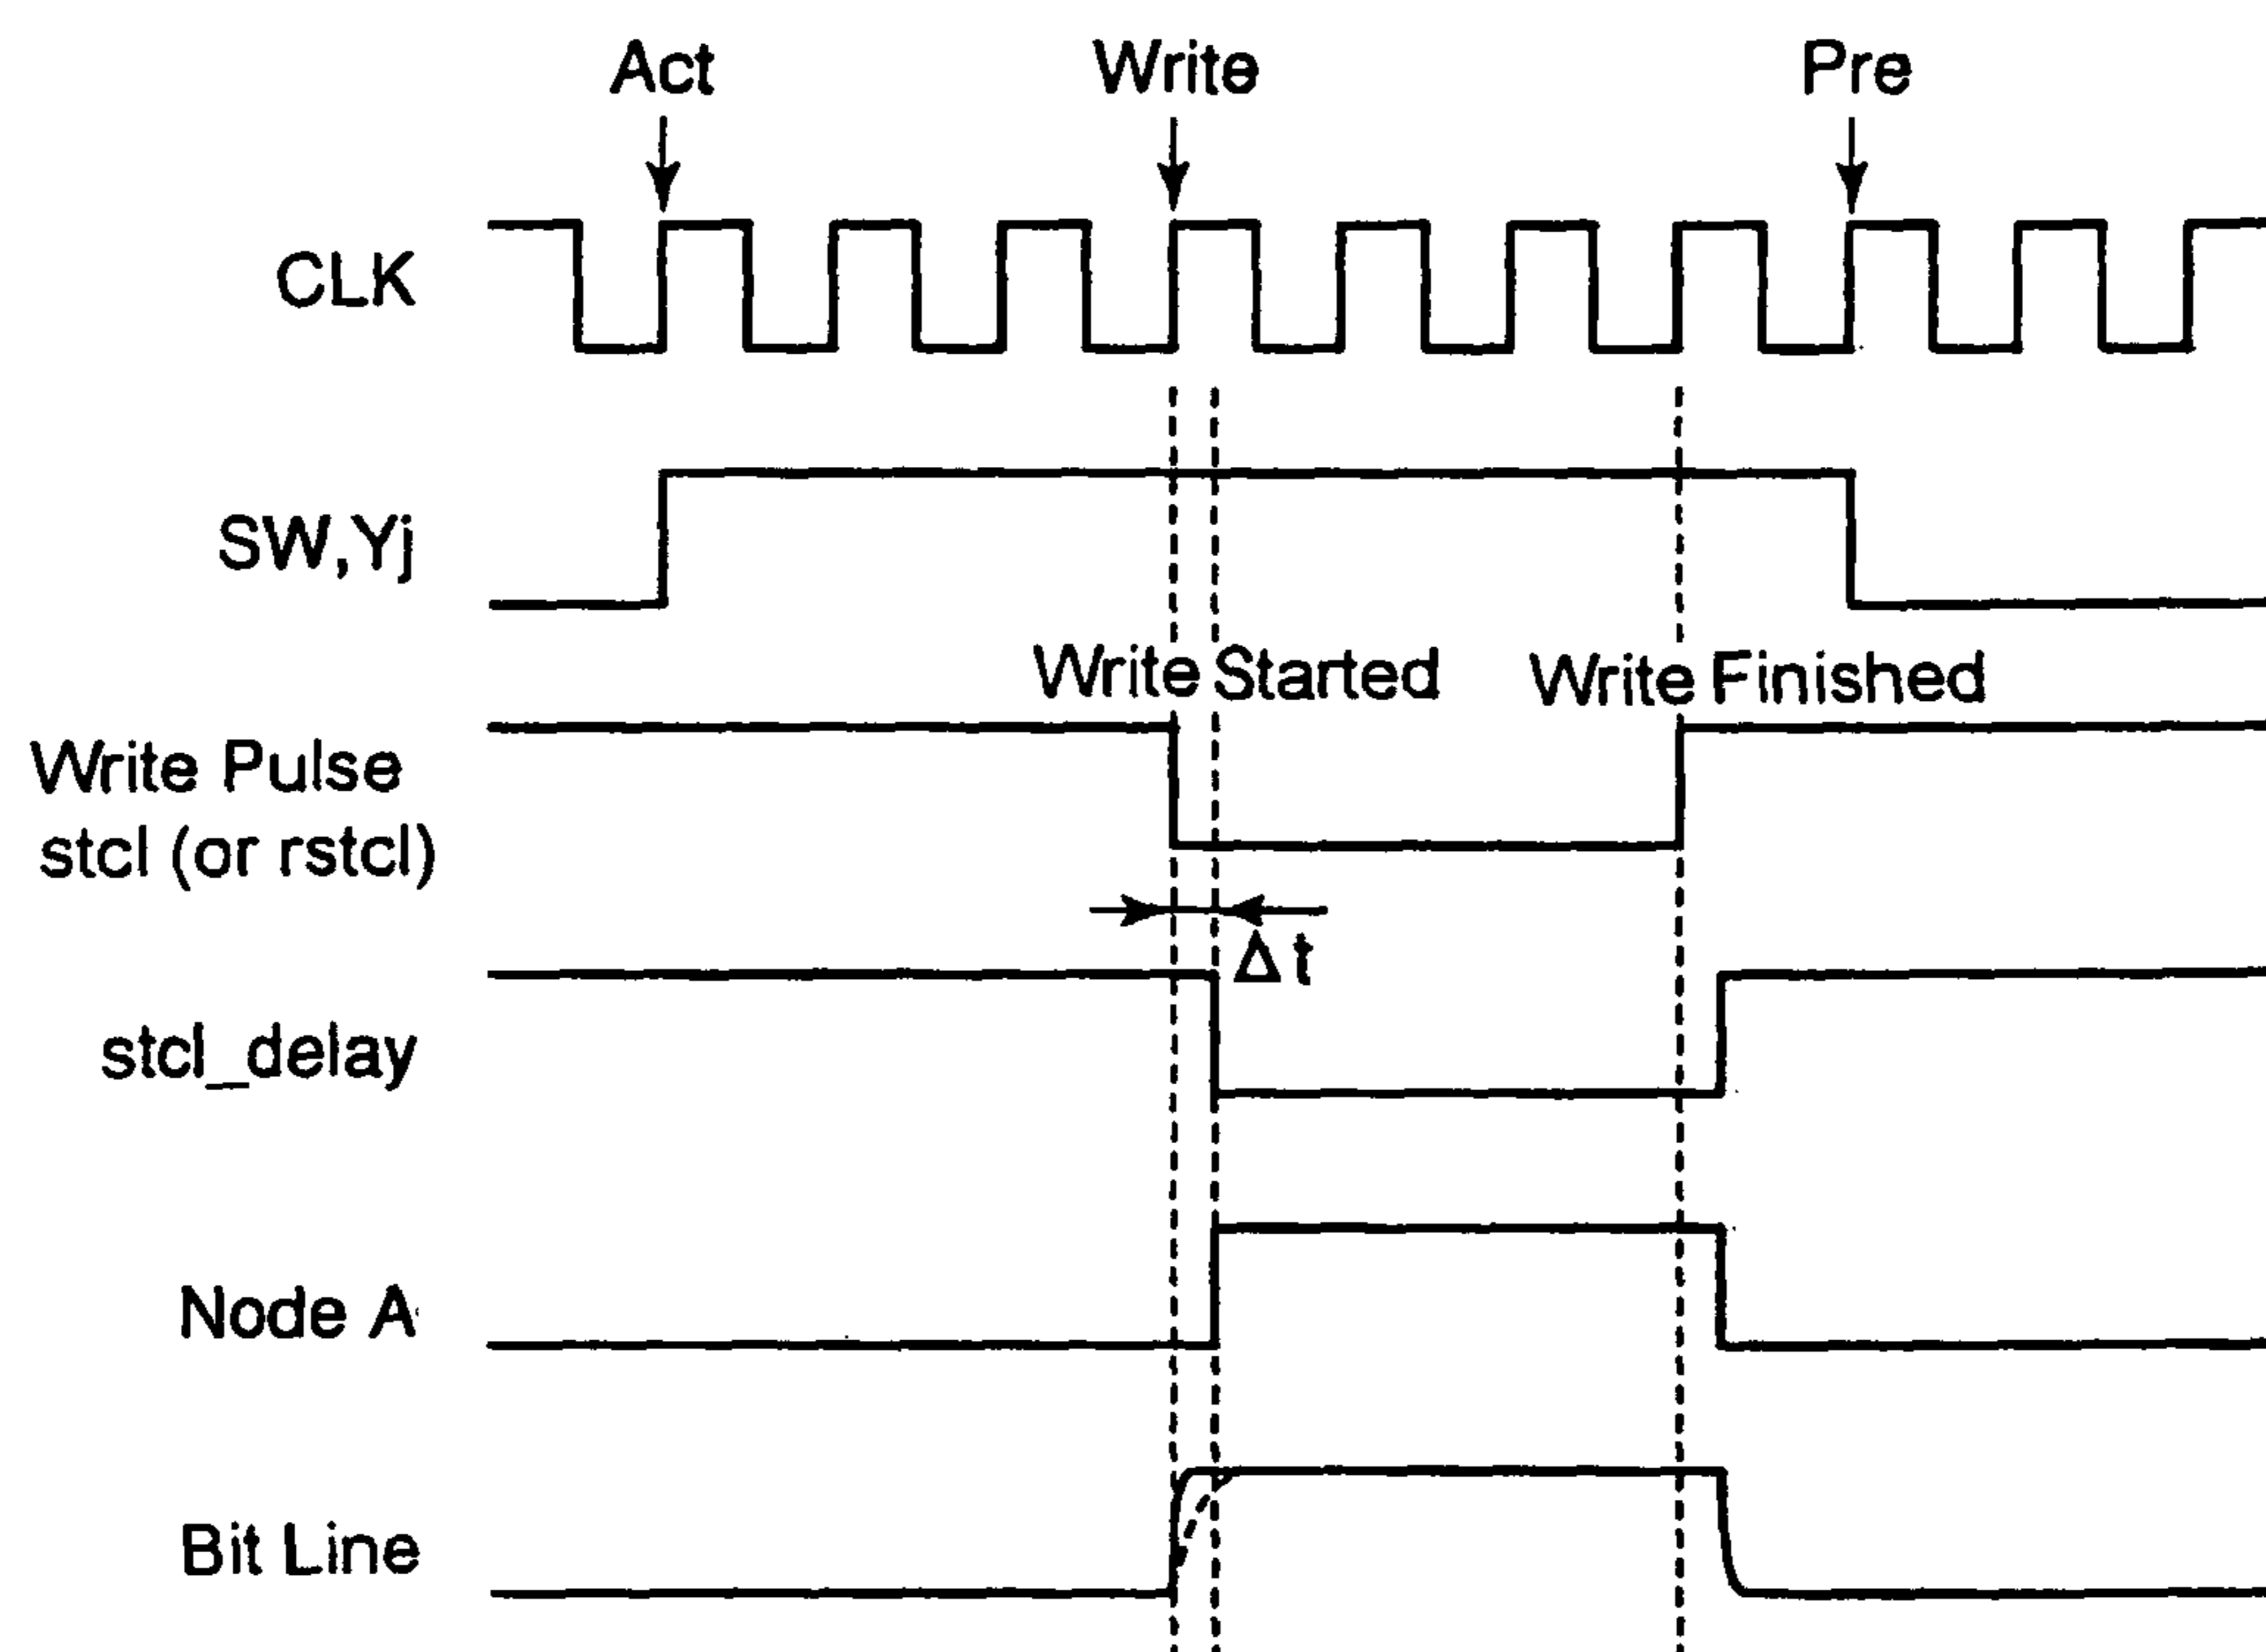 Act Write Pre
CLK
SW,Yj
Write Started Write Finished
Write Pulse
stcl (or rstcl)
Δt
stcl_delay
Node A
Bit Line